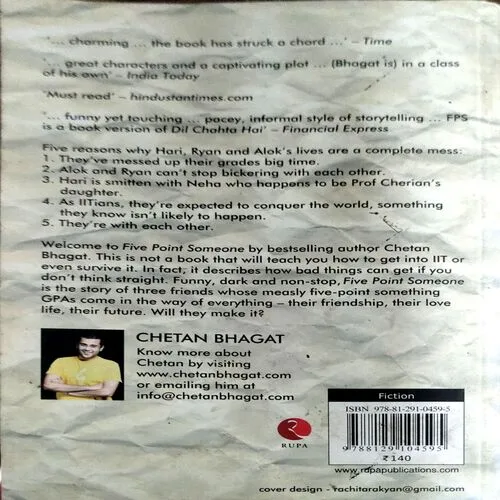 '... charming ... the book has struck a chord ...' – Time
'... great characters and a captivating plot ... (Bhagat is) in a class
of his own' – India Today
'Must read' – hindustantimes.com
'... funny yet touching ... pacey, informal style of storytelling ... FPS
is a book version of Dil Chahta Hai' – Financial Express
Five reasons why Hari, Ryan and Alok's lives are a complete mess:
1. They've messed up their grades big time.
2. Alok and Ryan can't stop bickering with each other.
3. Hari is smitten with Neha who happens to be Prof Cherian's
daughter.
4. As IITians, they're expected to conquer the world, something
they know isn't likely to happen.
5. They're with each other.
Welcome to Five Point Someone by bestselling author Chetan
Bhagat. This is not a book that will teach you how to get into IIT or
even survive it. In fact, it describes how bad things can get if you
don't think straight. Funny, dark and non-stop, Five Point Someone
is the story of three friends whose measly five-point something
GPAs come in the way of everything – their friendship, their love
life, their future. Will they make it?
CHETAN BHAGAT
Know more about
Chetan by visiting
www.chetanbhagat.com
or emailing him at
info@chetanbhagat.com
RUPA
Fiction
ISBN 978-81-291-0459-5
9788129104595
₹140
www.rupapublications.com
cover design - rachitarakyan@gmail.com